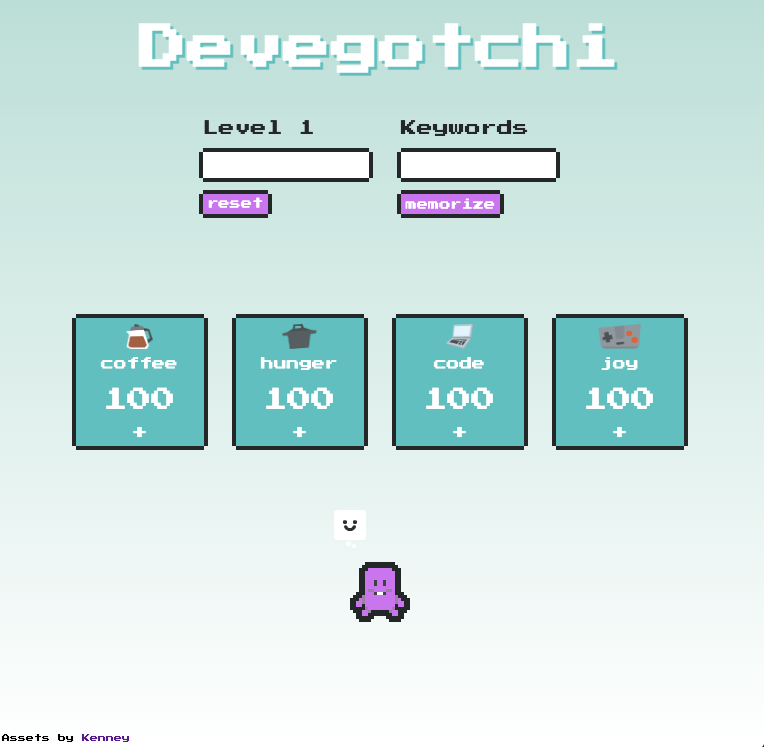 Devegotchi
Level 1
Keywords
reset
memorize
coffee
100
+
hunger
100
+
code
100
+
joy
100
+
Assets by Kenney